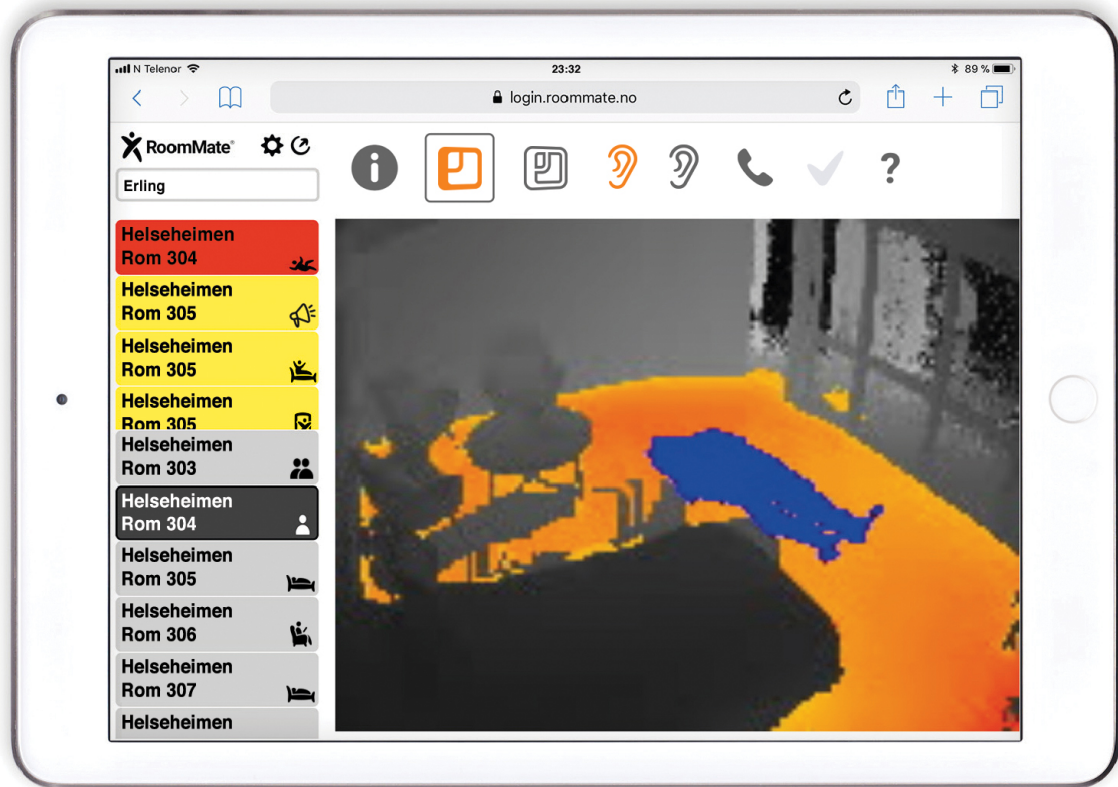 N Telenor
23:32
89 %
login.roommate.no
RoomMate®
Erling
i
?
Helseheimen
Rom 304
Helseheimen
Rom 305
Helseheimen
Rom 305
Helseheimen
Rom 305
Helseheimen
Rom 303
Helseheimen
Rom 304
Helseheimen
Rom 305
Helseheimen
Rom 306
Helseheimen
Rom 307
Helseheimen